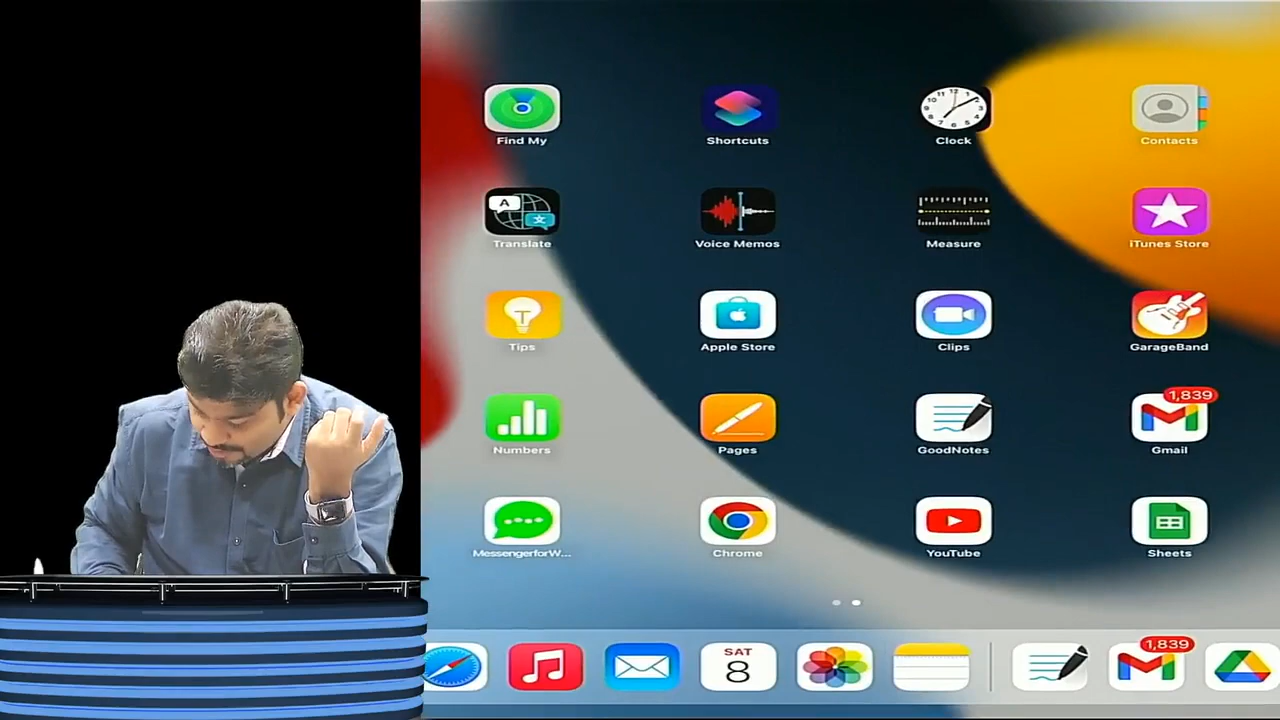 Find My
Shortcuts
Clock
Contacts
A
Translate
Voice Memos
Measure
iTunes Store
T
Tips
Apple Store
Clips
GarageBand
Numbers
Pages
GoodNotes
1,839
Gmail
MessengerforW...
Chrome
YouTube
Sheets
SAT
8
1,839